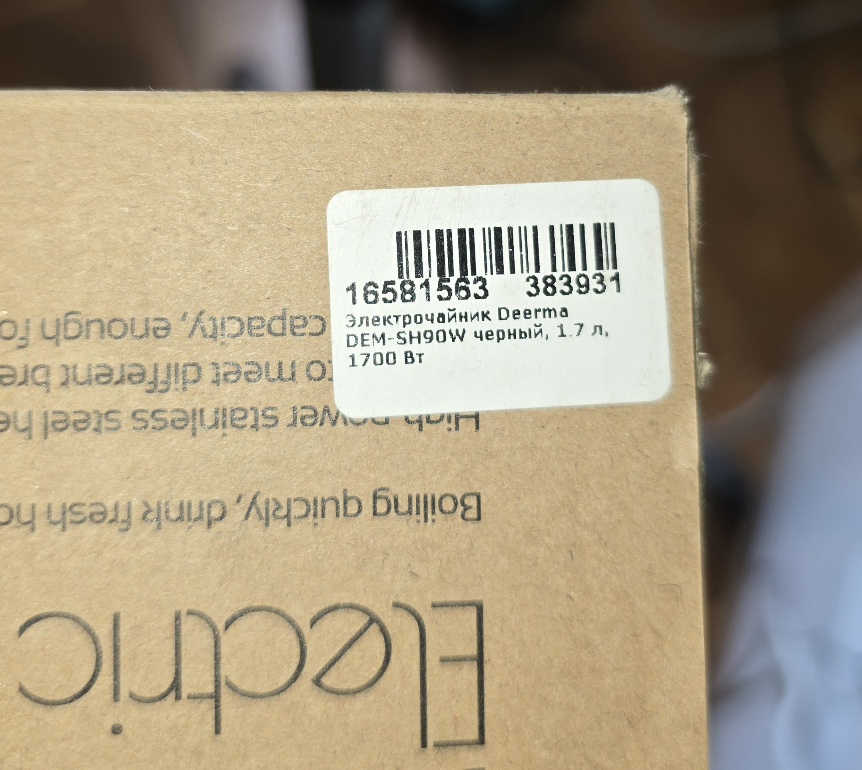 16581563 383931
Электрочайник Deerma
DEM-SH90W черный, 1.7 л,
1700 Вт
Electric
Boiling quickly, drink fresh
High power stainless steel
to meet different
capacity, enough